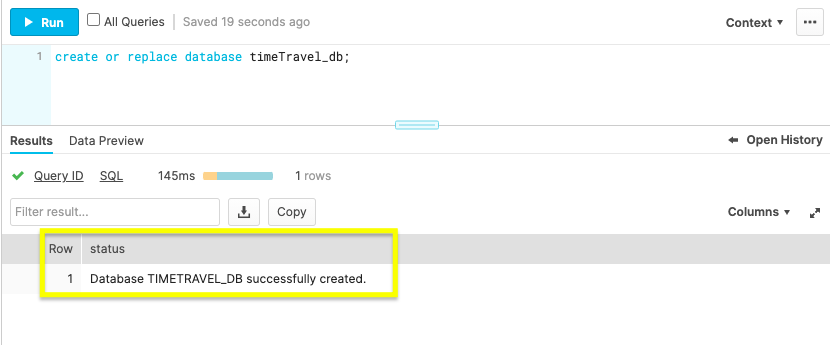 Run All Queries Saved 19 seconds ago Context
1 create or replace database timeTravel_db;
Results Data Preview Open History
Query ID SQL 145ms 1 rows
Filter result... Copy Columns
Row status
1 Database TIMETRAVEL_DB successfully created.